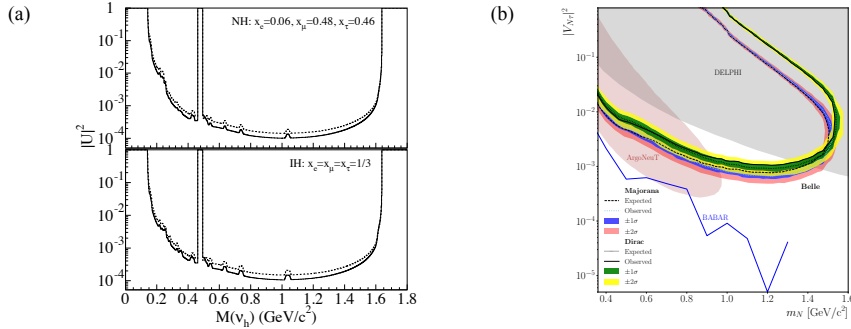 (a)
NH: x_e=0.06, x_μ=0.48, x_τ=0.46
1
10^-1
10^-2
10^-3
10^-4
|U|^2
IH: x_e=x_μ=x_τ=1/3
1
10^-1
10^-2
10^-3
10^-4
0 0.2 0.4 0.6 0.8 1 1.2 1.4 1.6 1.8
M(ν_h) (GeV/c^2)
(b)
|V_Nτ|^2
10^-1
10^-2
10^-3
10^-4
10^-5
DELPHI
ArgoNeuT
Belle
BABAR
Majorana
Expected
Observed
±1σ
±2σ
Dirac
Expected
Observed
±1σ
±2σ
0.4 0.6 0.8 1.0 1.2 1.4 1.6
m_N [GeV/c^2]